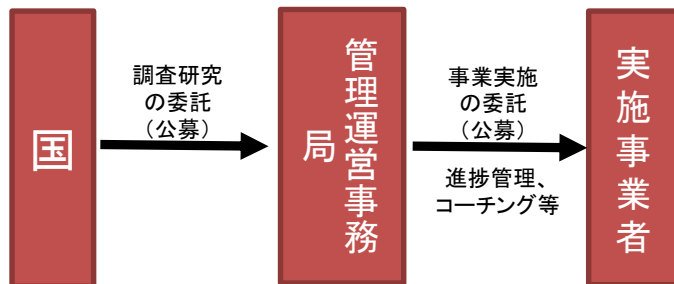 国
調査研究
の委託
（公募）
管理運営事務
局
事業実施
の委託
（公募）
進捗管理、
コーチング等
実施事業者